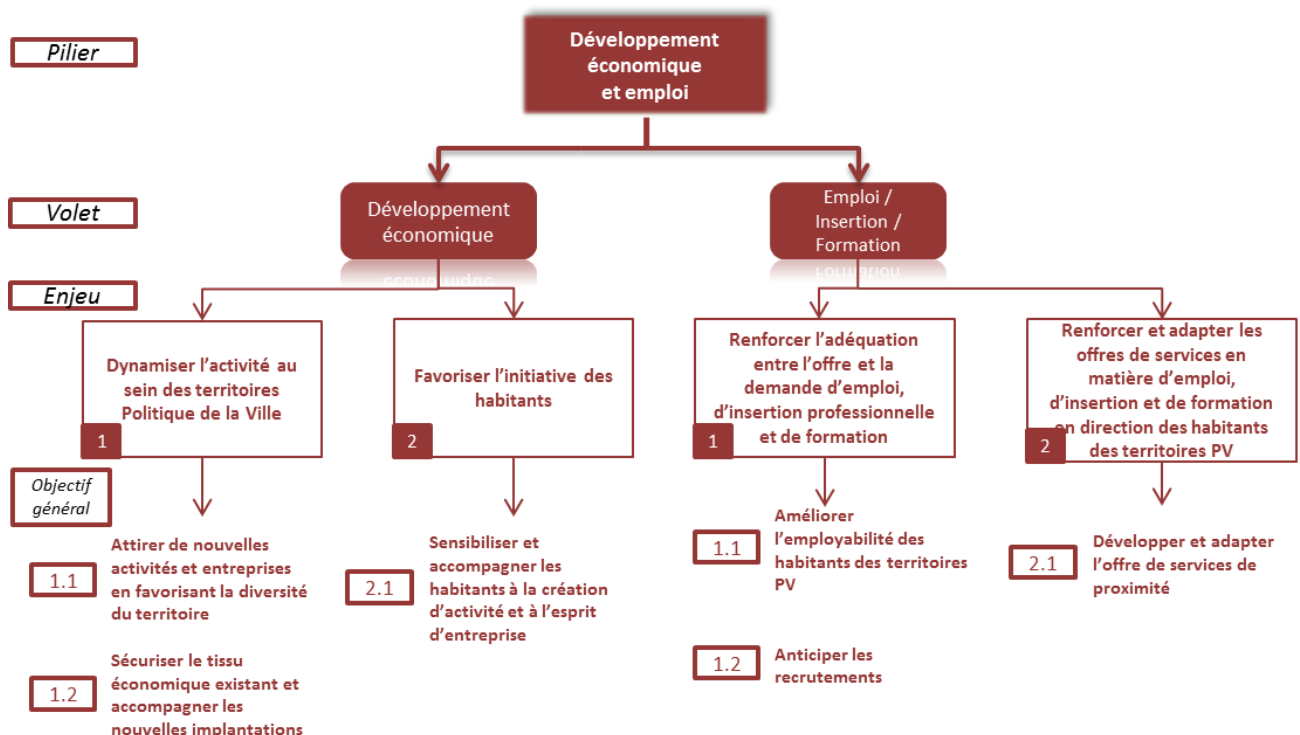 Pilier
Développement
économique
et emploi
Volet
Développement
économique
Emploi /
Insertion /
Formation
Enjeu
Dynamiser l’activité au
sein des territoires
Politique de la Ville
1
Favoriser l’initiative des
habitants
2
Renforcer l’adéquation
entre l’offre et la
demande d’emploi,
d’insertion professionnelle
et de formation
1
Renforcer et adapter les
offres de services en
matière d’emploi,
d’insertion et de formation
en direction des habitants
des territoires PV
2
Objectif
général
1.1
Attirer de nouvelles
activités et entreprises
en favorisant la diversité
du territoire
1.2
Sécuriser le tissu
économique existant et
accompagner les
nouvelles implantations
2.1
Sensibiliser et
accompagner les
habitants à la création
d’activité et à l’esprit
d’entreprise
1.1
Améliorer
l’employabilité des
habitants des territoires
PV
1.2
Anticiper les
recrutements
2.1
Développer et adapter
l’offre de services de
proximité